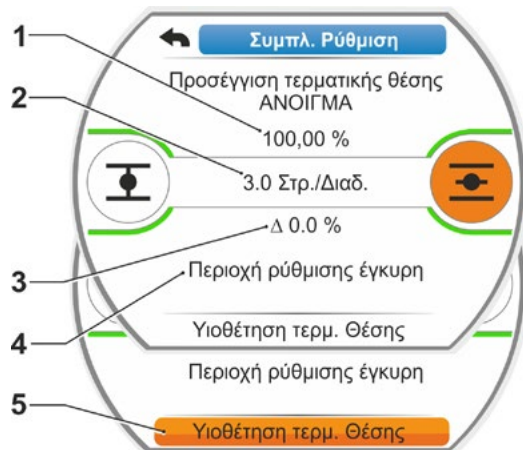 Συμπλ. Ρύθμιση
Προσέγγιση τερματικής θέσης
ΑΝΟΙΓΜΑ
1
100,00 %
2
3.0 Στρ./Διαδ.
3
Δ 0.0 %
4
Περιοχή ρύθμισης έγκυρη
Υιοθέτηση τερμ. Θέσης
Περιοχή ρύθμισης έγκυρη
5
Υιοθέτηση τερμ. Θέσης